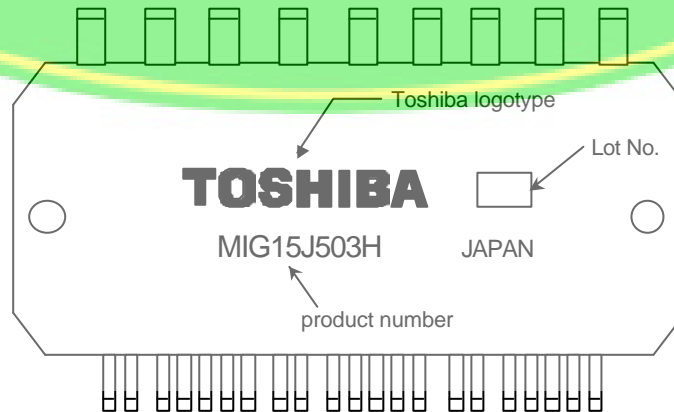 Toshiba logotype
Lot No.
TOSHIBA
MIG15J503H
JAPAN
product number